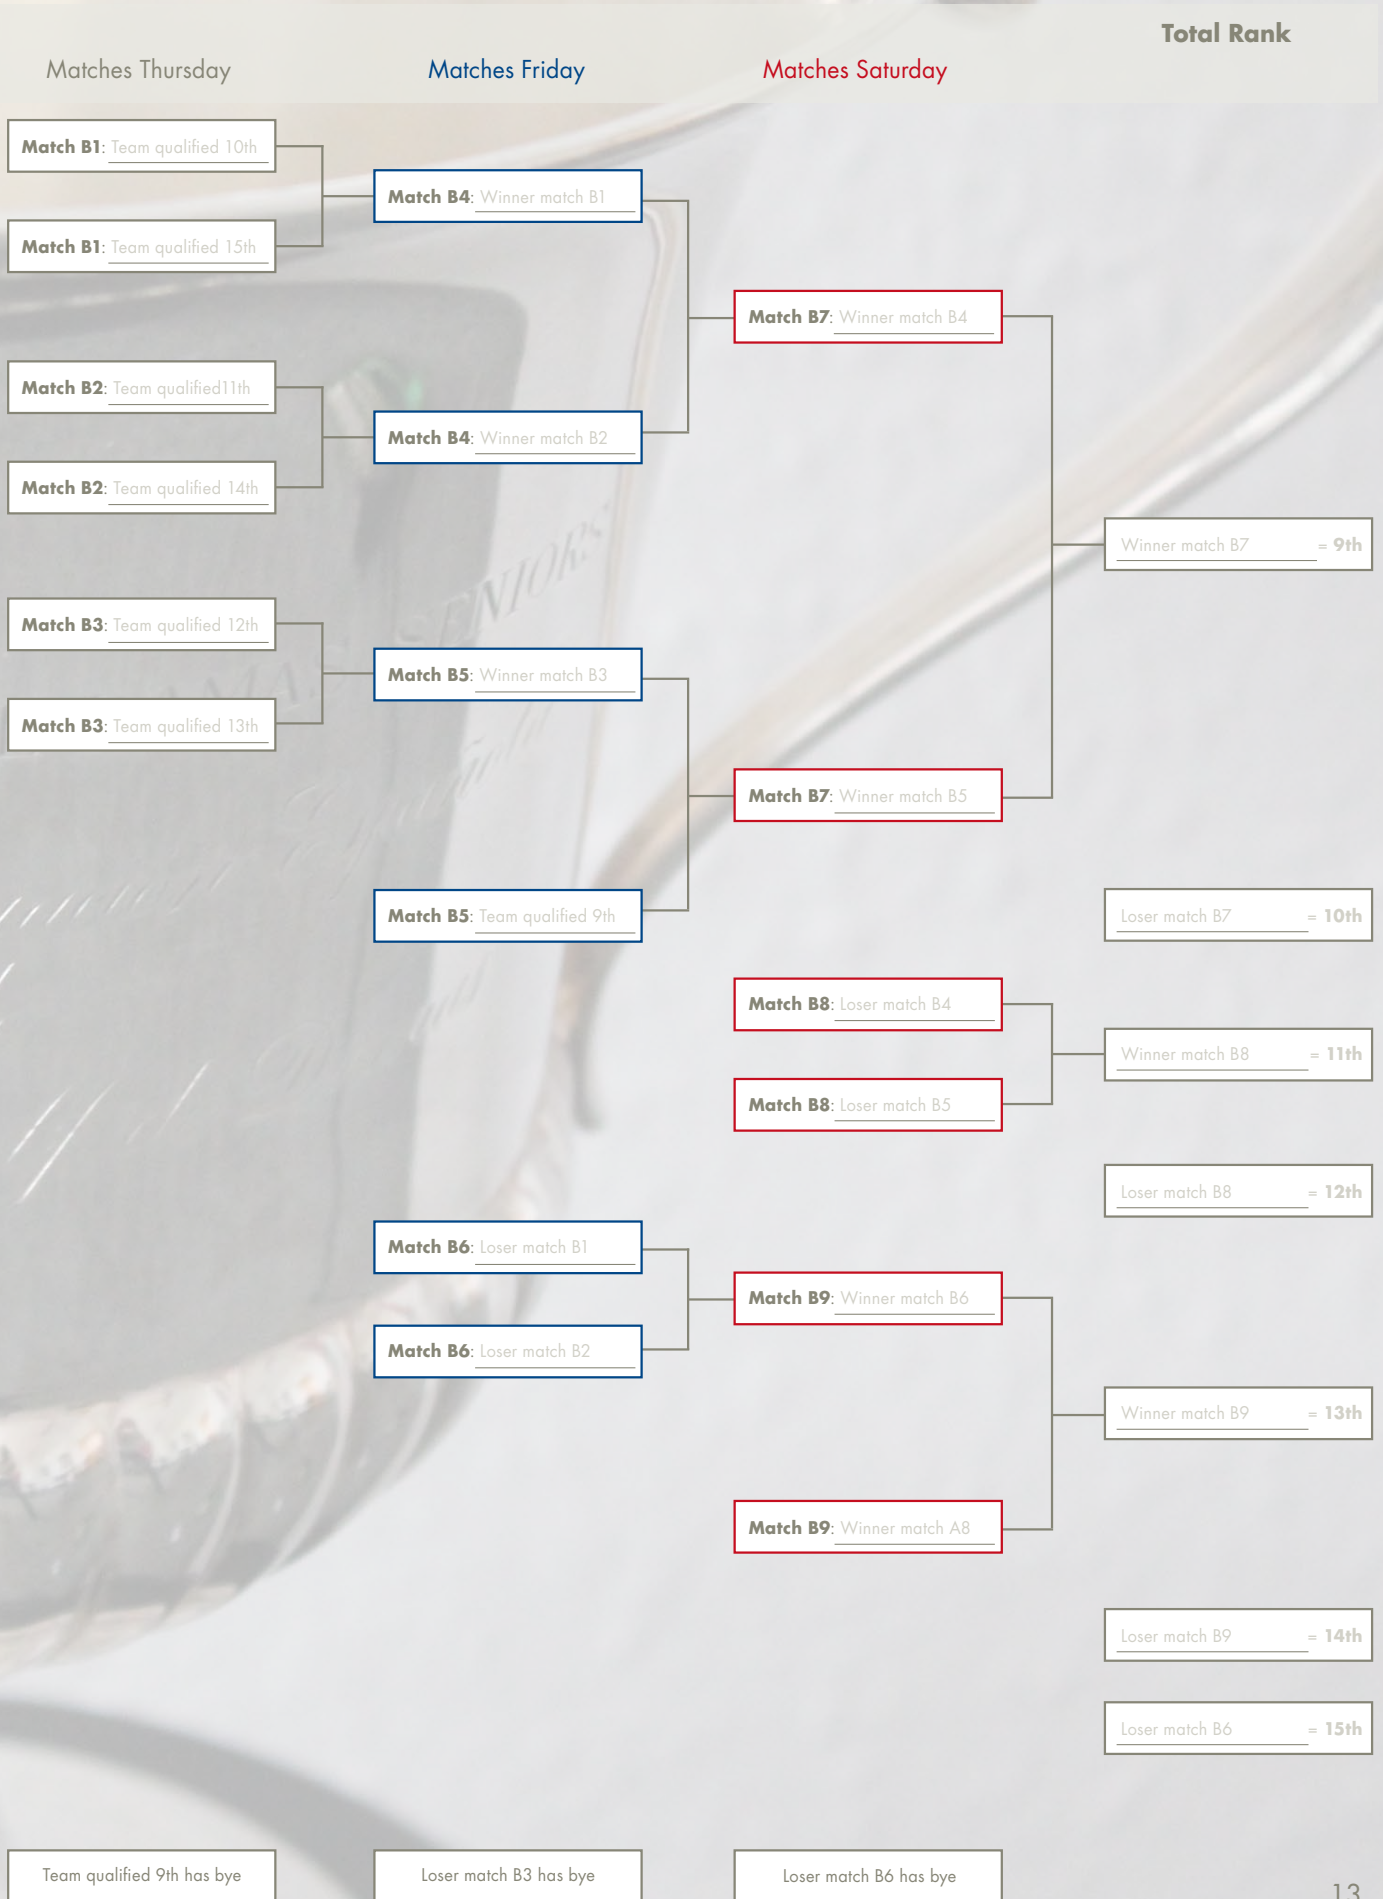 Total Rank
Matches Thursday
Matches Friday
Matches Saturday
Match B1: Team qualified 10th
Match B4: Winner match B1
Match B1: Team qualified 15th
Match B7: Winner match B4
Match B2: Team qualified11th
Match B4: Winner match B2
Match B2: Team qualified 14th
Winner match B7 = 9th
Match B3: Team qualified 12th
Match B5: Winner match B3
Match B3: Team qualified 13th
Match B7: Winner match B5
Match B5: Team qualified 9th
Loser match B7 = 10th
Match B8: Loser match B4
Winner match B8 = 11th
Match B8: Loser match B5
Loser match B8 = 12th
Match B6: Loser match B1
Match B9: Winner match B6
Match B6: Loser match B2
Winner match B9 = 13th
Match B9: Winner match A8
Loser match B9 = 14th
Loser match B6 = 15th
Team qualified 9th has bye
Loser match B3 has bye
Loser match B6 has bye
13
SENIORS